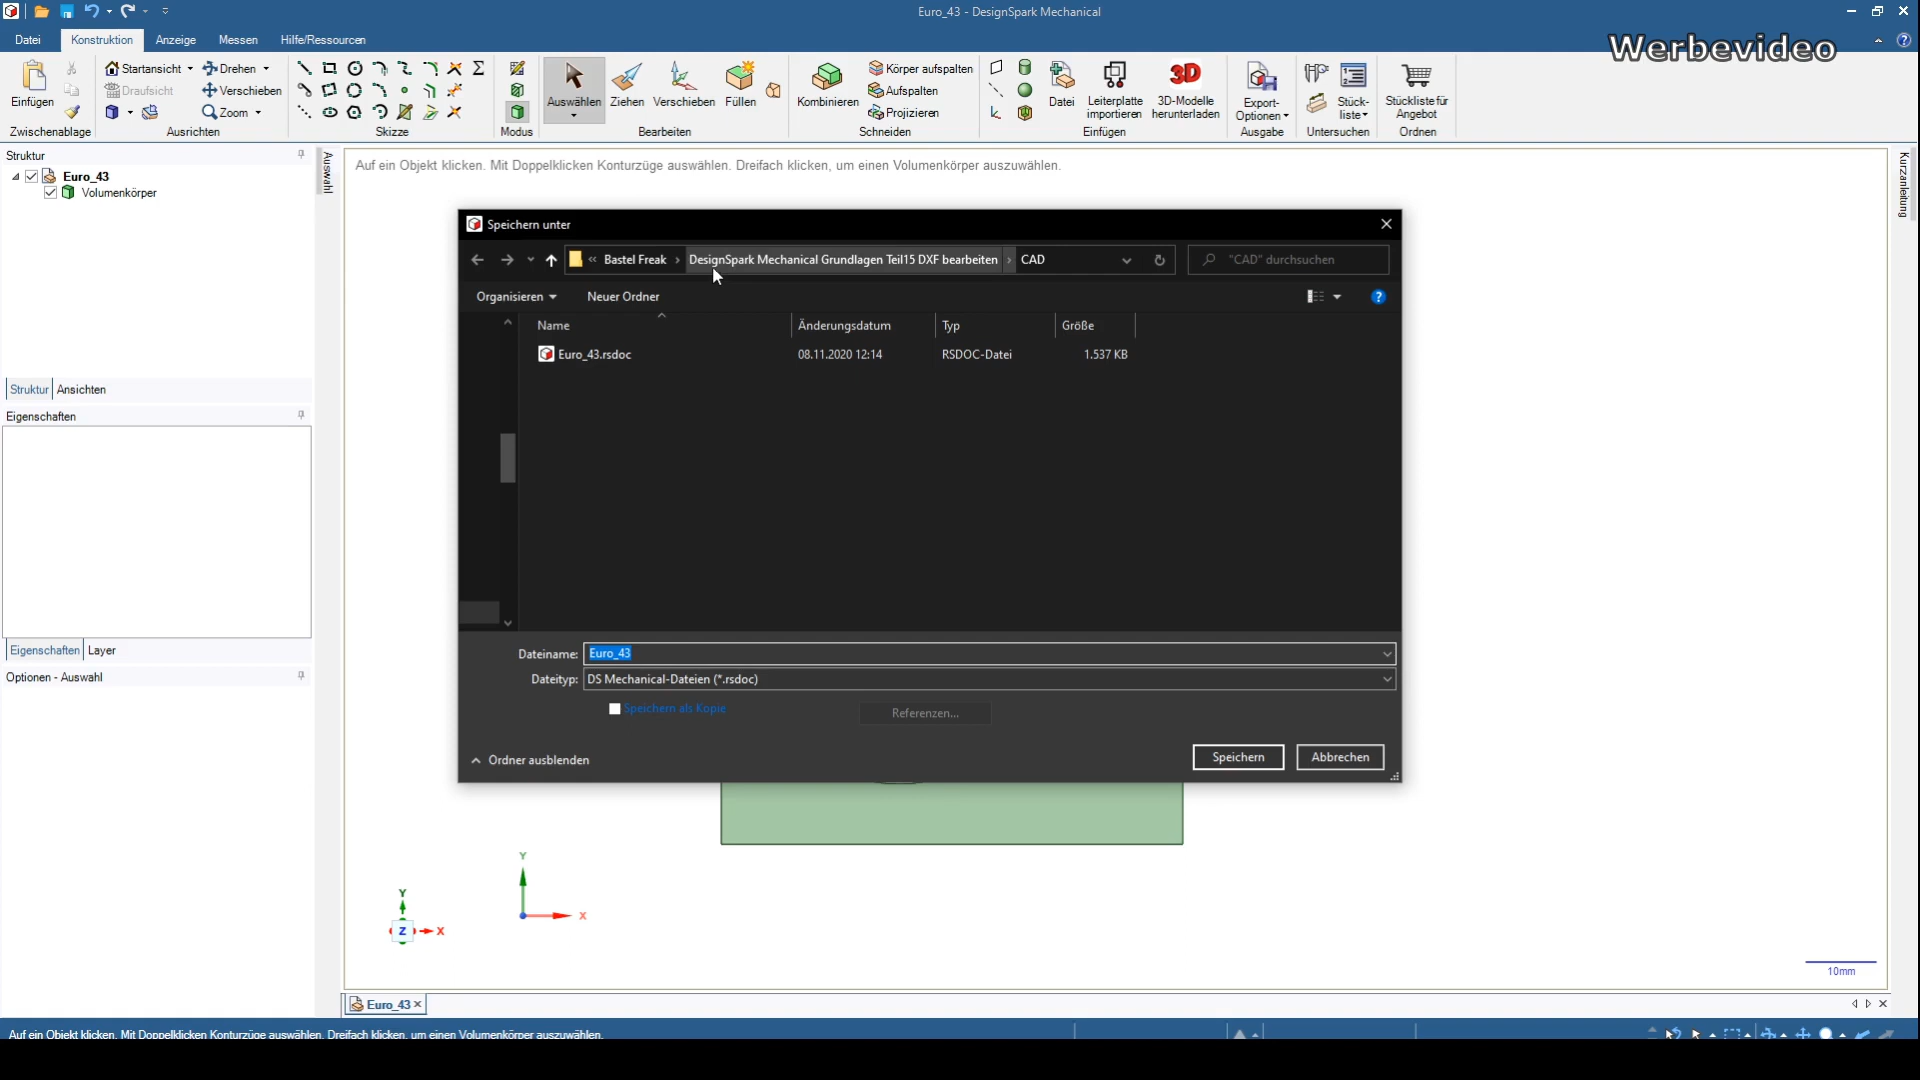 Euro_43 - DesignSpark Mechanical
Datei Konstruktion Anzeige Messen Hilfe/Ressourcen
Werbevideo
Einfügen
Zwischenablage
Startansicht
Draufsicht
Drehen
Verschieben
Zoom
Ausrichten
Skizze
Modus
Auswählen
Ziehen
Verschieben
Füllen
Bearbeiten
Kombinieren
Körper aufspalten
Aufspalten
Projizieren
Schneiden
Datei
Leiterplatte importieren
3D
3D-Modelle herunterladen
Einfügen
Export-Optionen
Ausgabe
Stück-liste
Untersuchen
Stückliste für Angebot
Ordnen
Struktur
Euro_43
Volumenkörper
Struktur Ansichten
Eigenschaften
Eigenschaften Layer
Optionen - Auswahl
Auswahl
Kurzanleitung
Auf ein Objekt klicken. Mit Doppelklicken Konturzüge auswählen. Dreifach klicken, um einen Volumenkörper auszuwählen.
Speichern unter
« Bastel Freak › DesignSpark Mechanical Grundlagen Teil15 DXF bearbeiten › CAD
"CAD" durchsuchen
Organisieren Neuer Ordner
?
Name Änderungsdatum Typ Größe
Euro_43.rsdoc 08.11.2020 12:14 RSDOC-Datei 1.537 KB
Dateiname: Euro_43
Dateityp: DS Mechanical-Dateien (*.rsdoc)
Speichern als Kopie
Referenzen...
Ordner ausblenden
Speichern Abbrechen
Y
X
Y
Z
X
10mm
Euro_43
Auf ein Objekt klicken. Mit Doppelklicken Konturzüge auswählen. Dreifach klicken, um einen Volumenkörper auszuwählen.